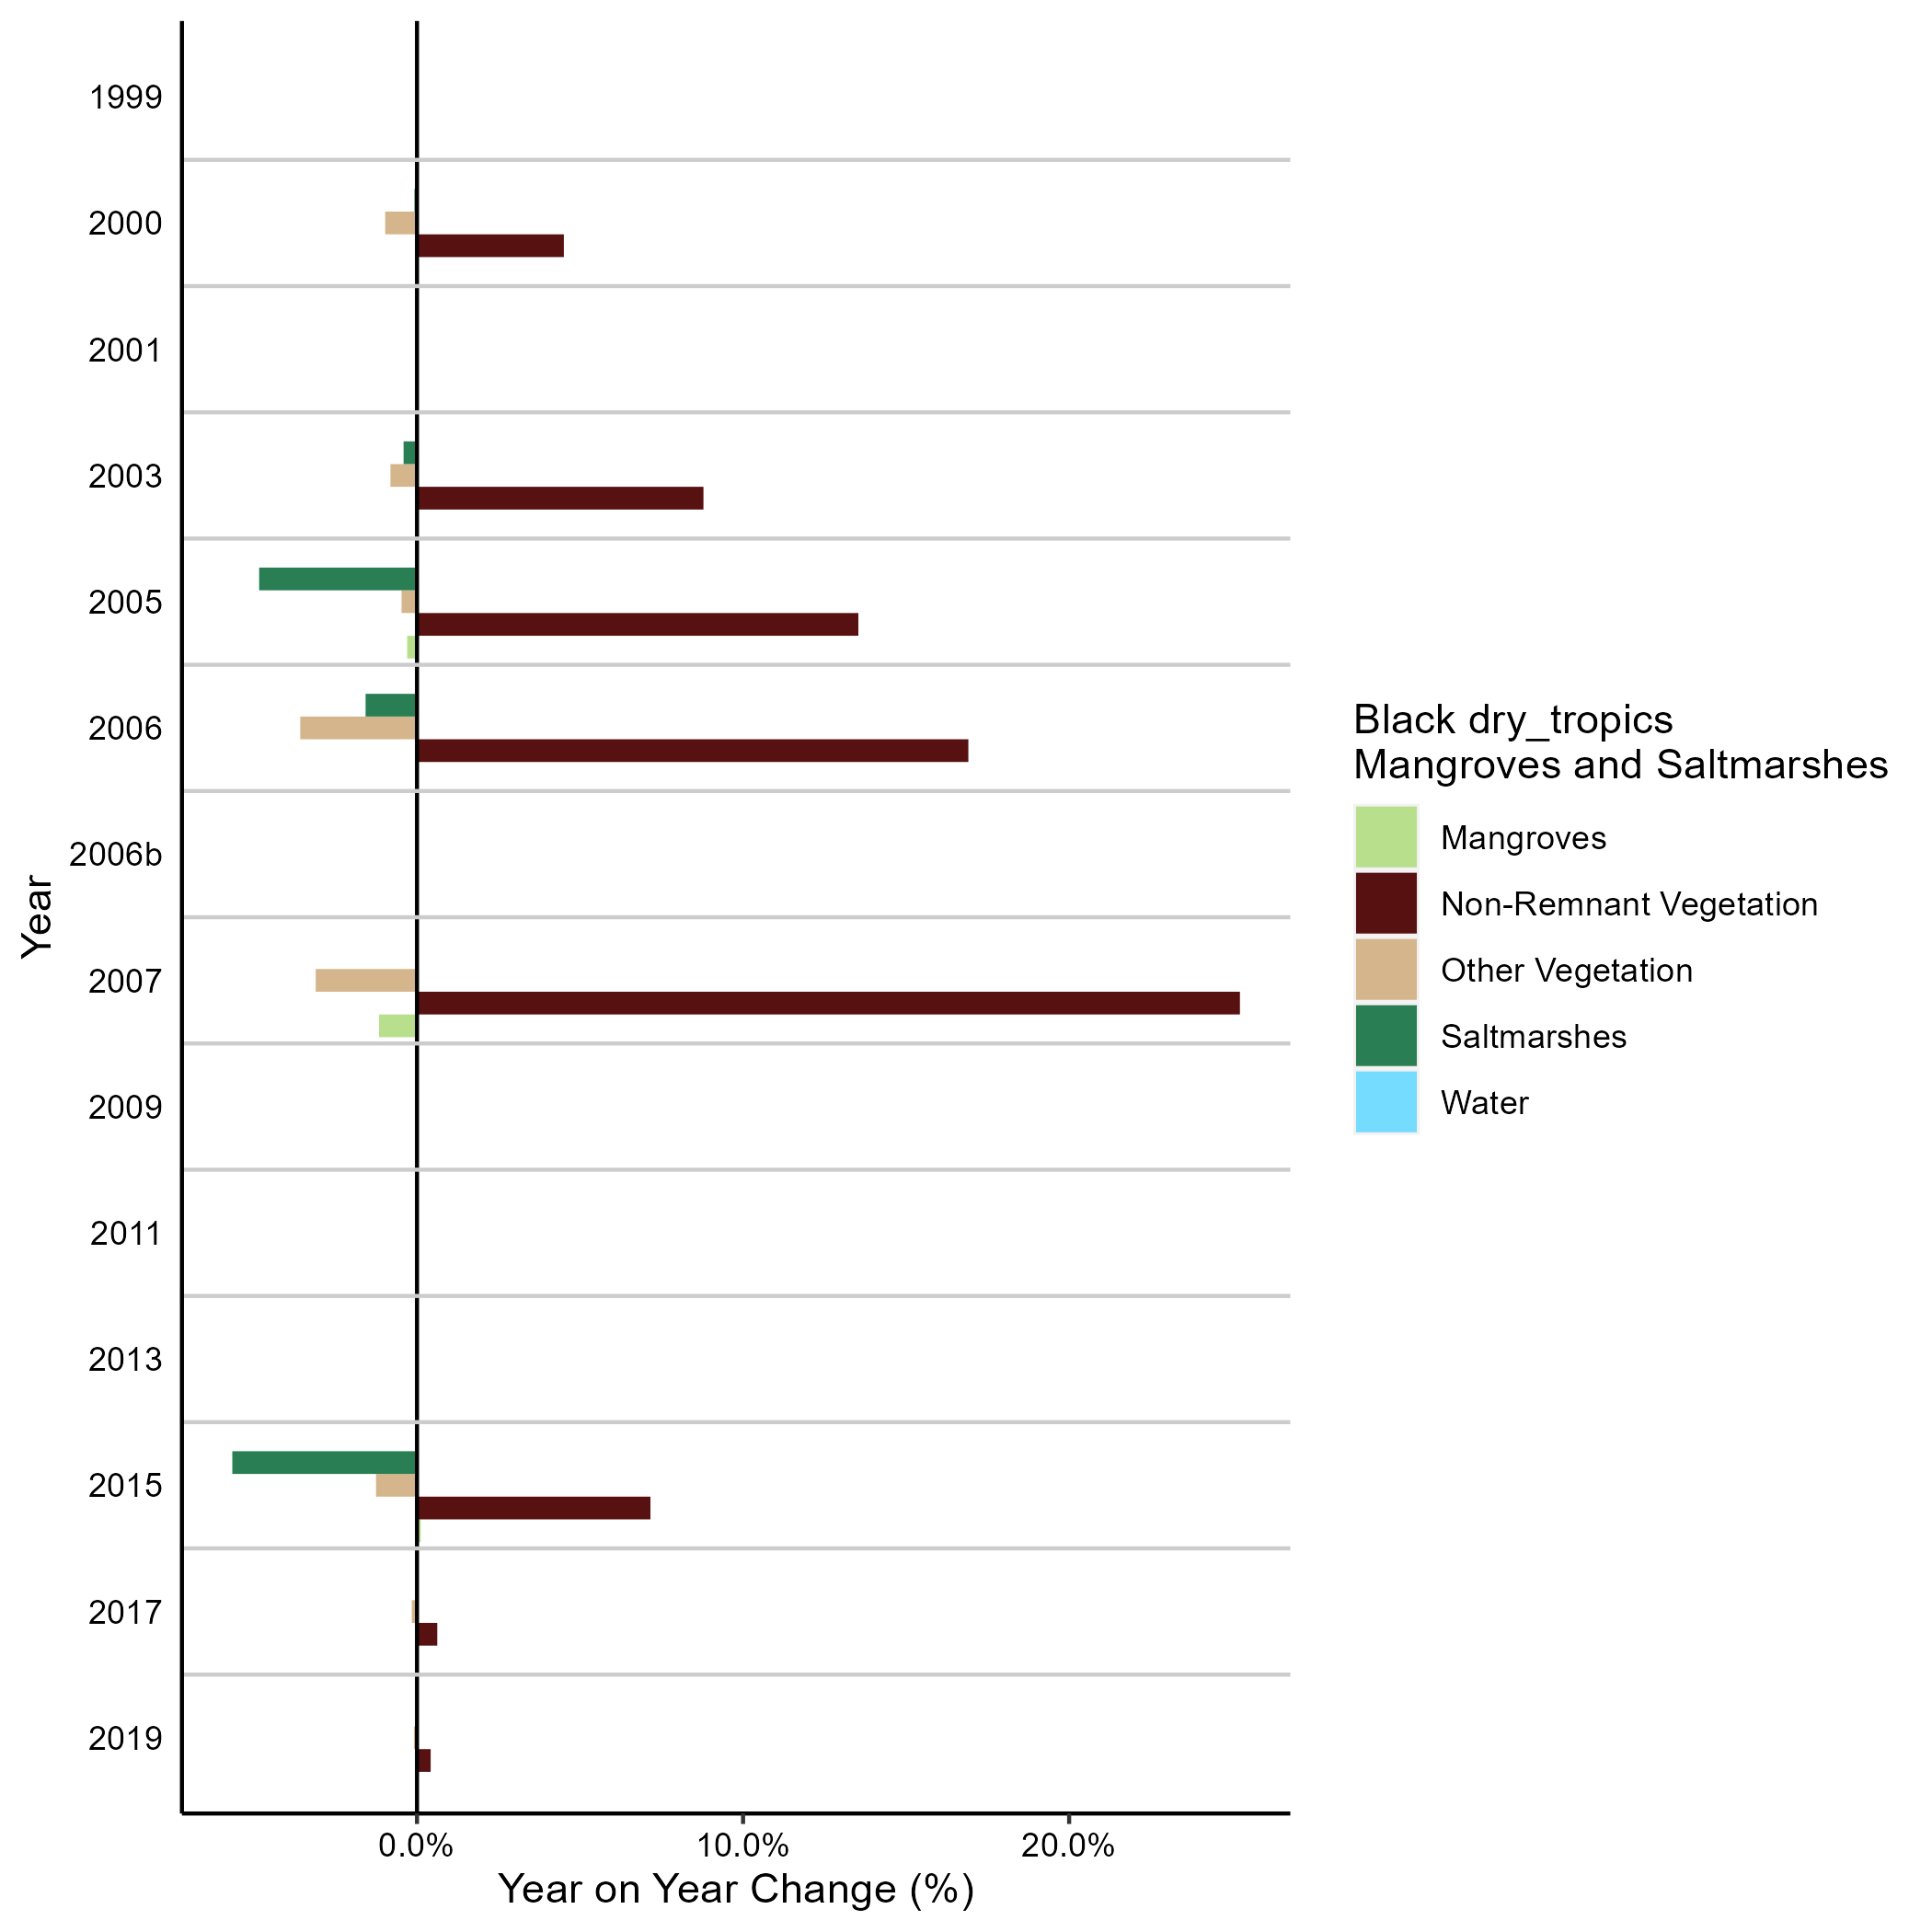 1999
2000
2001
2003
2005
2006
2006b
2007
2009
2011
2013
2015
2017
2019
Year
0.0%
10.0%
20.0%
Year on Year Change (%)
Black dry_tropics
Mangroves and Saltmarshes
Mangroves
Non-Remnant Vegetation
Other Vegetation
Saltmarshes
Water